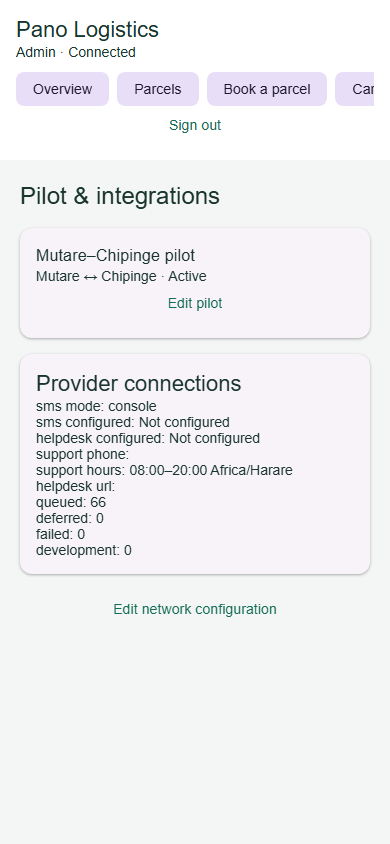 Pano Logistics
Admin · Connected
Overview
Parcels
Book a parcel
Car
Sign out
Pilot & integrations
Mutare–Chipinge pilot
Mutare ↔ Chipinge · Active
Edit pilot
Provider connections
sms mode: console
sms configured: Not configured
helpdesk configured: Not configured
support phone:
support hours: 08:00–20:00 Africa/Harare
helpdesk url:
queued: 66
deferred: 0
failed: 0
development: 0
Edit network configuration